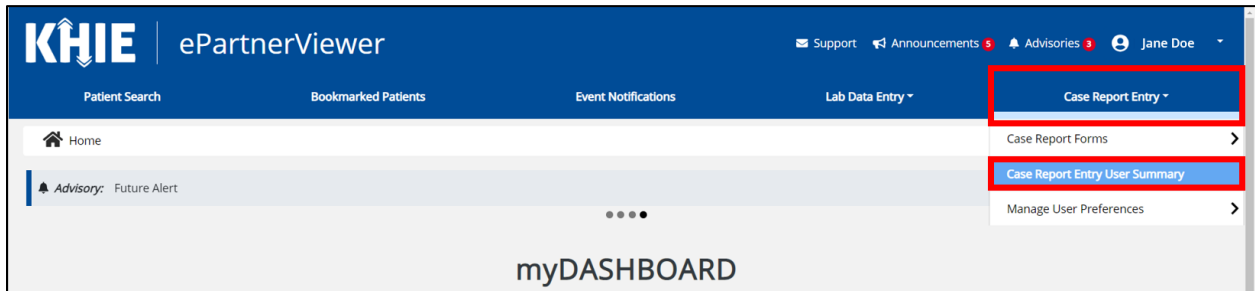 KHIE ePartnerViewer Support Announcements 5 Advisories 3 Jane Doe
Patient Search Bookmarked Patients Event Notifications Lab Data Entry Case Report Entry
Home
Case Report Forms
Case Report Entry User Summary
Advisory: Future Alert
Manage User Preferences
myDASHBOARD